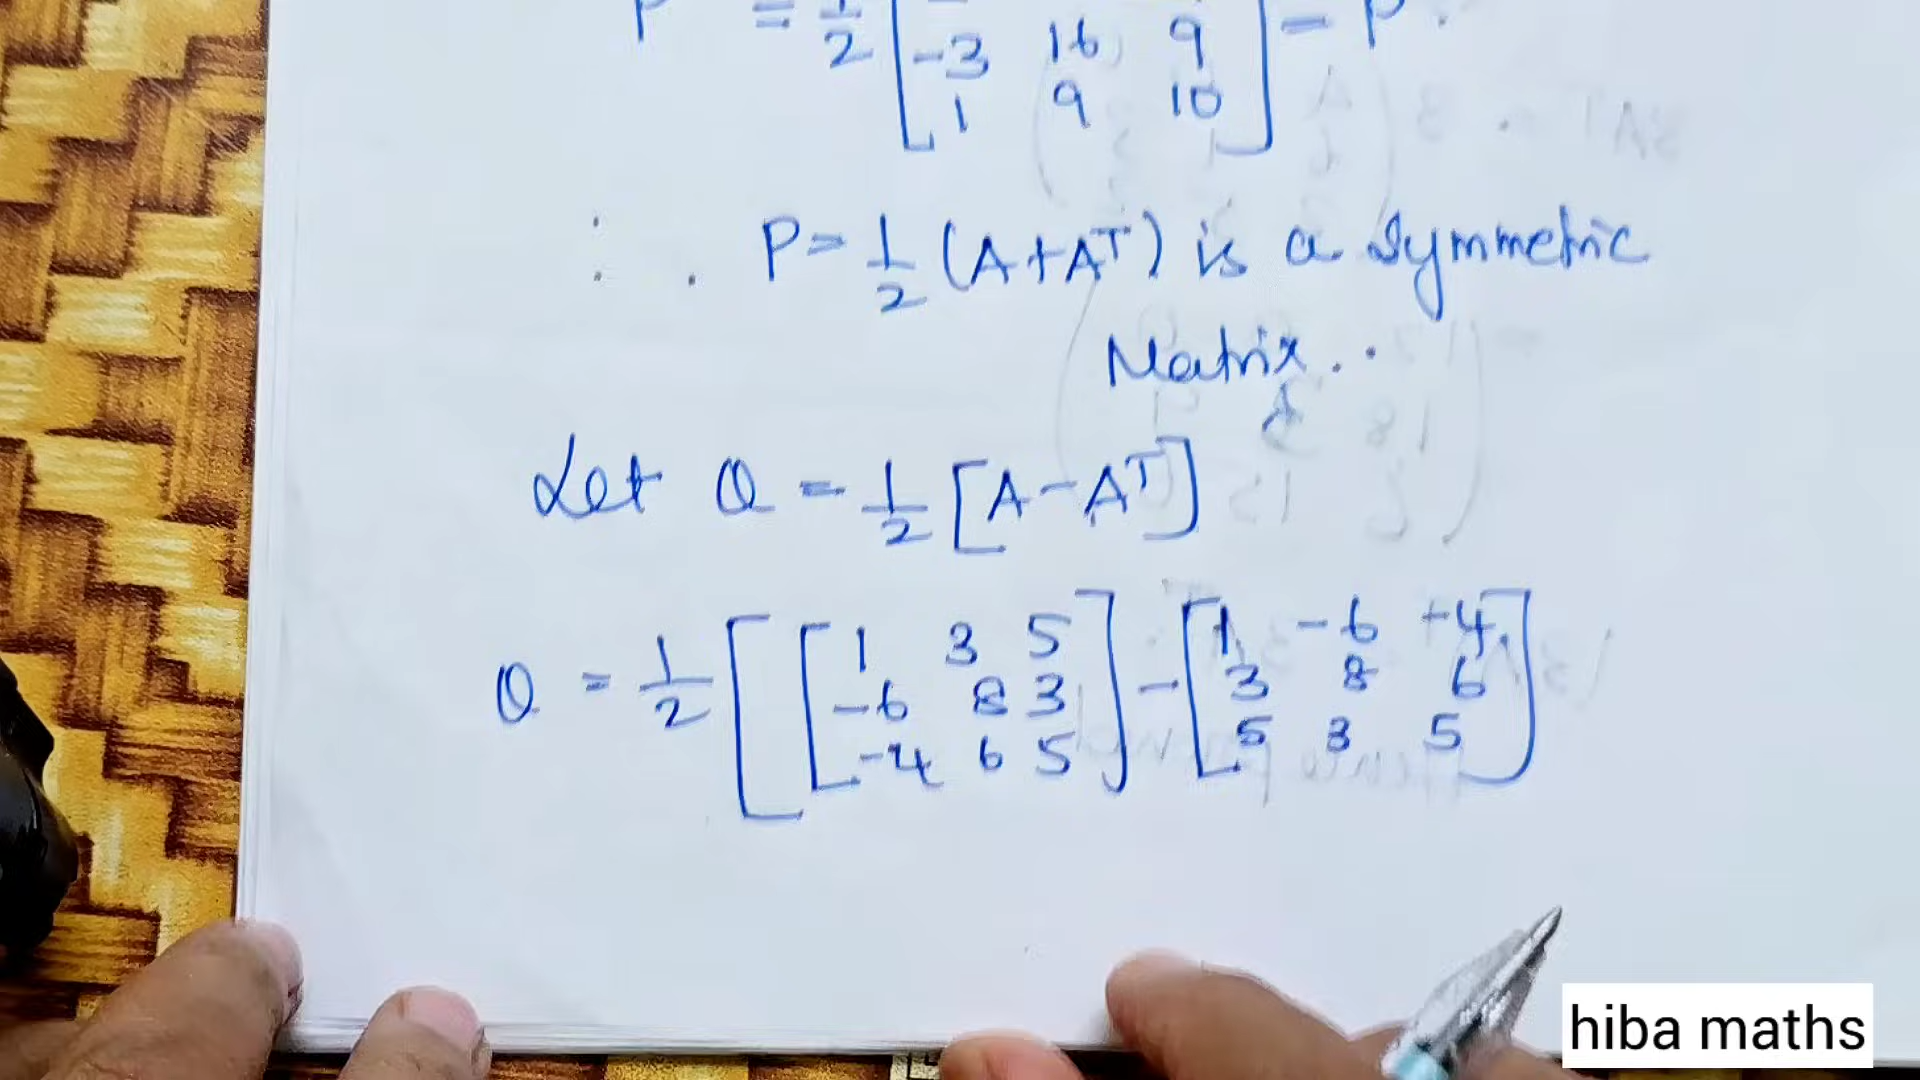 P = 1/2 [
-3 16 9
1 9 10 ] = P.
∴ P = 1/2 (A+Aᵀ) is a Symmetric
Matrix.
Let Q = 1/2 [A-Aᵀ]
Q = 1/2 [ [ 1 3 5 ] - [ 1 -6 +4
-6 8 3 3 8 6
-4 6 5 ] 5 3 5 ]
hiba maths